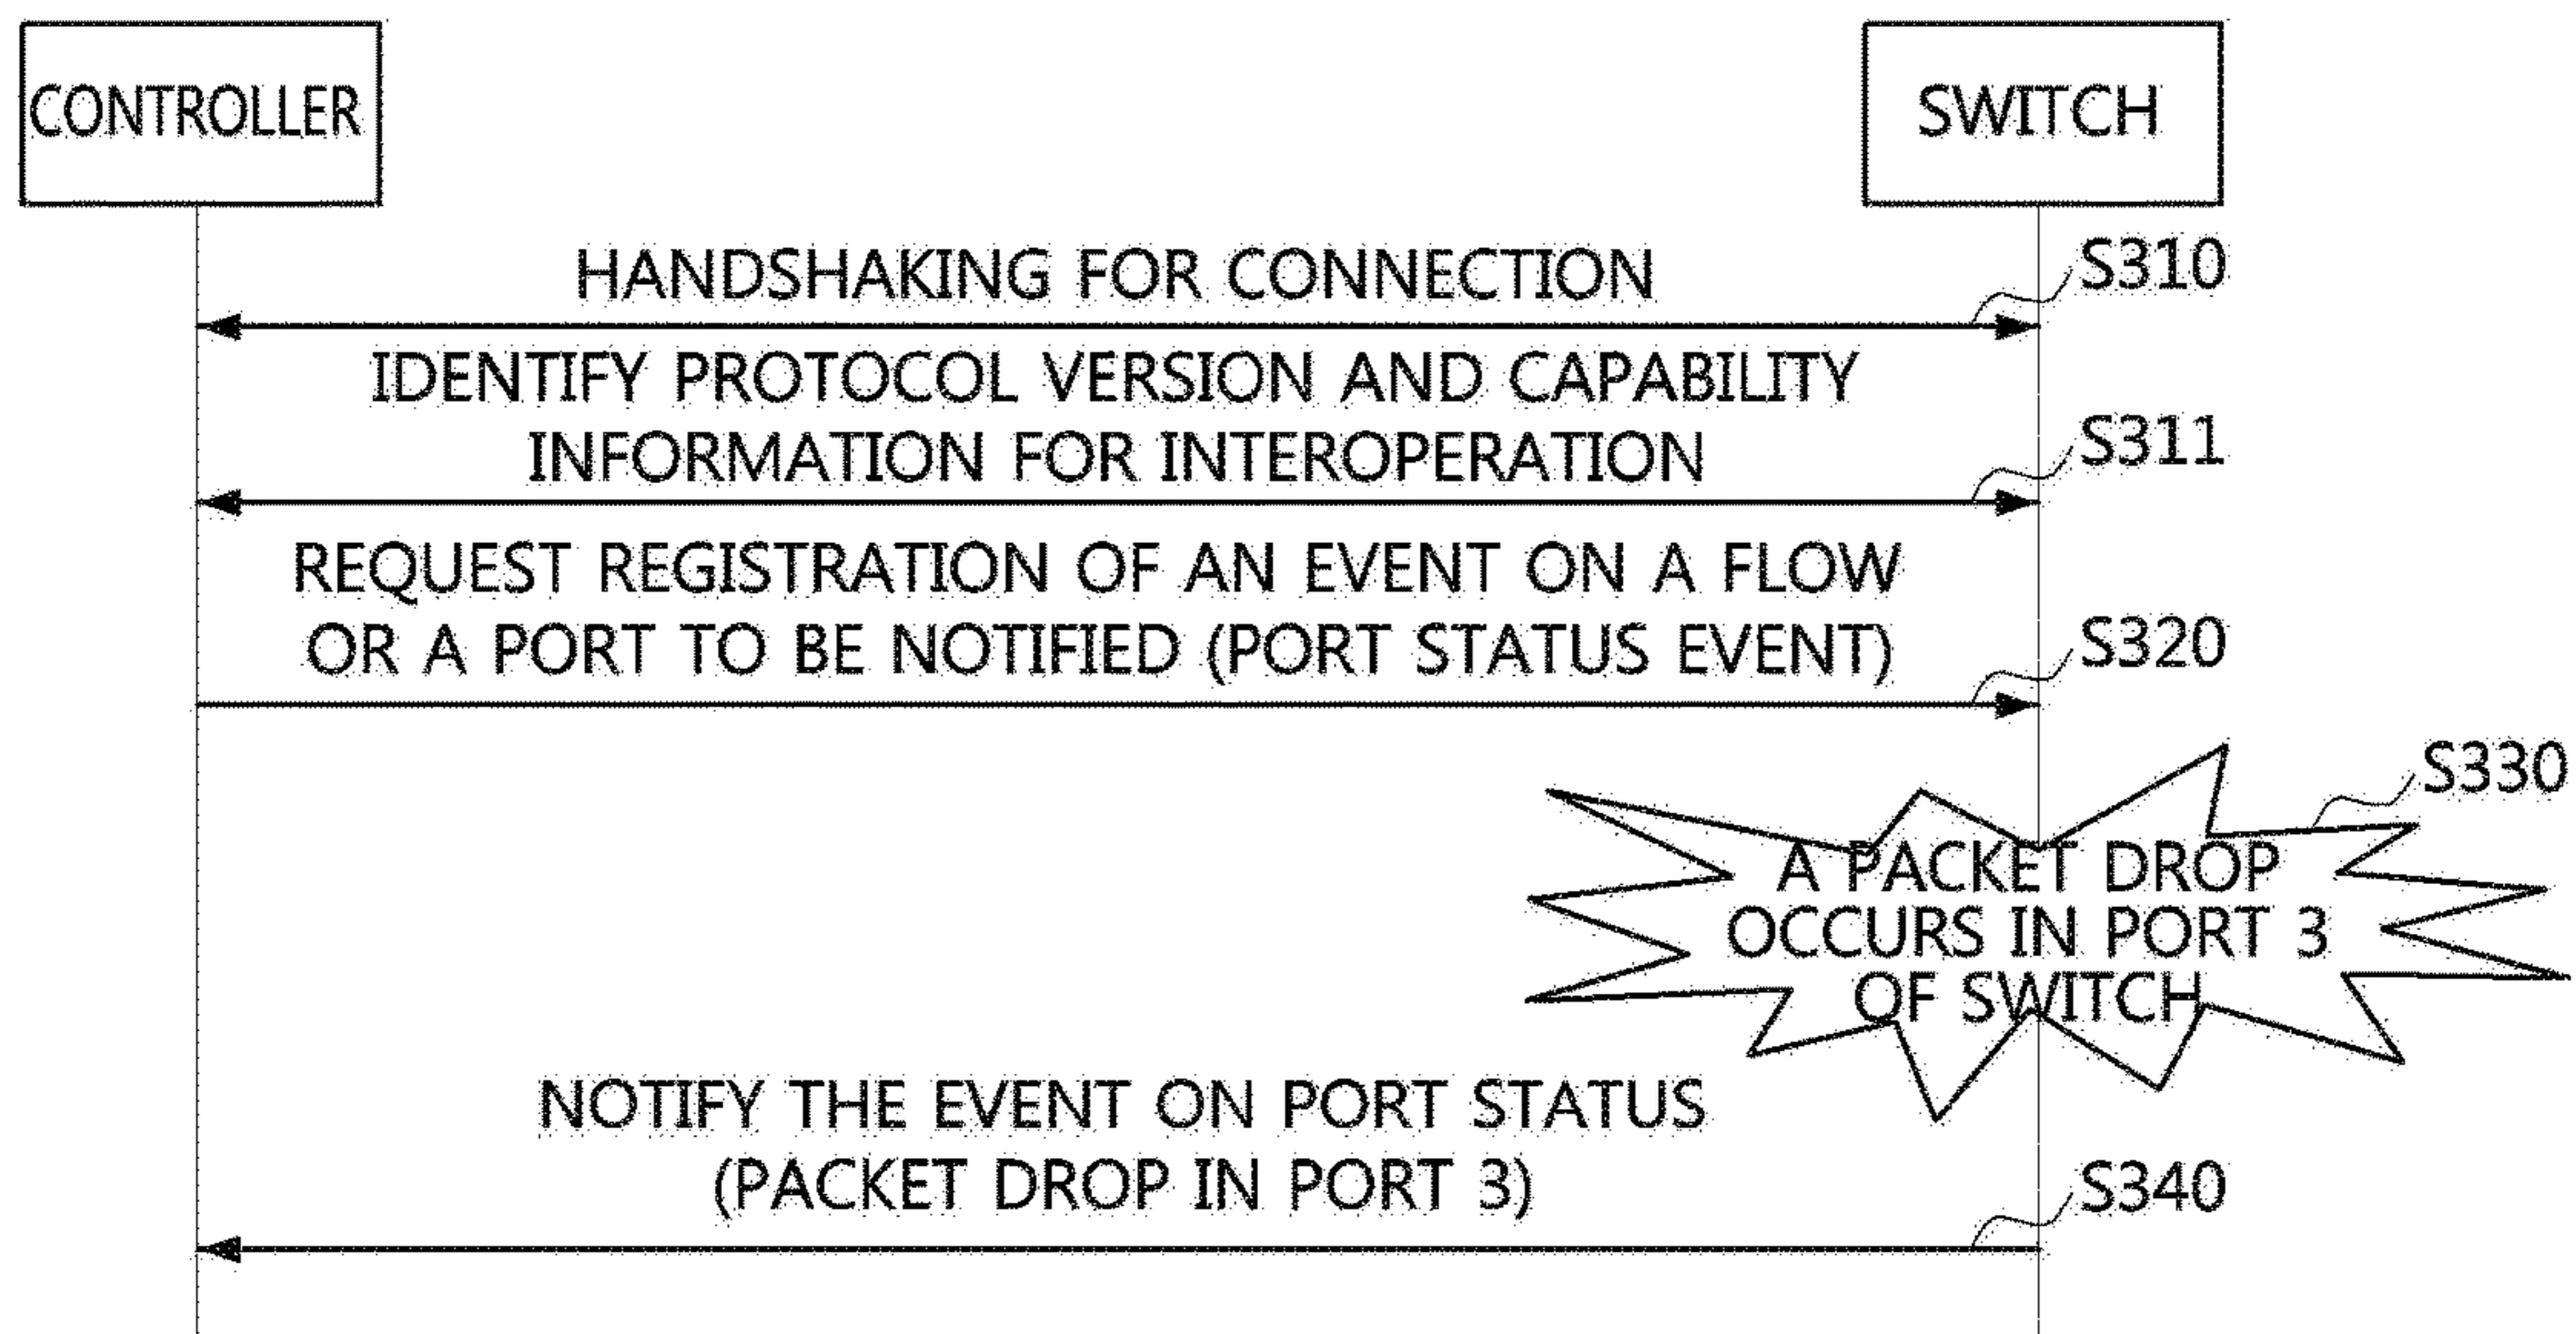 CONTROLLER
SWITCH
HANDSHAKING FOR CONNECTION
S310
IDENTIFY PROTOCOL VERSION AND CAPABILITY
INFORMATION FOR INTEROPERATION
S311
REQUEST REGISTRATION OF AN EVENT ON A FLOW
OR A PORT TO BE NOTIFIED (PORT STATUS EVENT)
S320
S330
A PACKET DROP
OCCURS IN PORT 3
OF SWITCH
NOTIFY THE EVENT ON PORT STATUS
(PACKET DROP IN PORT 3)
S340